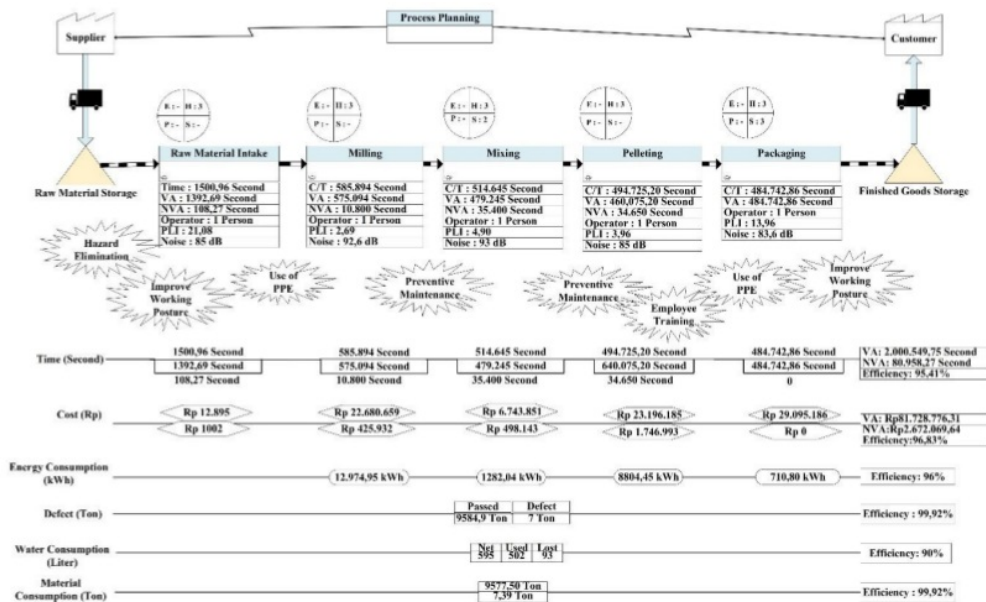 Process Planning
Supplier
Customer
E : - H : 3
P : - S : -
E : - H : 3
P : - S : -
E : - H : 3
P : - S : 2
E : - H : 3
P : - S : -
E : - H : 3
P : - S : 3
Raw Material Storage
Raw Material Intake
Time : 1500,96 Second
VA : 1392,69 Second
NVA : 108,27 Second
Operator : 1 Person
PLI : 21,08
Noise : 85 dB
Milling
C/T : 585.894 Second
VA : 575.094 Second
NVA : 10.800 Second
Operator : 1 Person
PLI : 2,69
Noise : 92,6 dB
Mixing
C/T : 514.645 Second
VA : 479.245 Second
NVA : 35.400 Second
Operator : 1 Person
PLI : 4,90
Noise : 93 dB
Pelleting
C/T : 494.725,20 Second
VA : 460,075,20 Second
NVA : 34.650 Second
Operator : 1 Person
PLI : 3,96
Noise : 85 dB
Packaging
C/T : 484.742,86 Second
VA : 484.742,86 Second
Operator : 1 Person
PLI : 13,96
Noise : 83,6 dB
Finished Goods Storage
Hazard
Elimination
Improve
Working
Posture
Use of
PPE
Preventive
Maintenance
Preventive
Maintenance
Employee
Training
Use of
PPE
Improve
Working
Posture
Time (Second)
1500,96 Second
1392,69 Second
108,27 Second
585.894 Second
575.094 Second
10.800 Second
514.645 Second
479.245 Second
35.400 Second
494.725,20 Second
640.075,20 Second
34.650 Second
484.742,86 Second
484.742,86 Second
0
VA: 2.000.549,75 Second
NVA: 80.958,27 Second
Efficiency: 95,41%
Cost (Rp)
Rp 12.895
Rp 1002
Rp 22.680.659
Rp 425.932
Rp 6.743.851
Rp 498.143
Rp 23.196.185
Rp 1.746.993
Rp 29.095.186
Rp 0
VA: Rp81.728.776,31
NVA:Rp2.672.069,64
Efficiency:96,83%
Energy Consumption
(kWh)
12.974,95 kWh
1282,04 kWh
8804,45 kWh
710,80 kWh
Efficiency: 96%
Defect (Ton)
Passed Defect
9584,9 Ton 7 Ton
Efficiency : 99,92%
Water Consumption
(Liter)
Net Used Lost
595 502 93
Efficiency: 90%
Material
Consumption (Ton)
9577,50 Ton
7,39 Ton
Efficiency : 99,92%